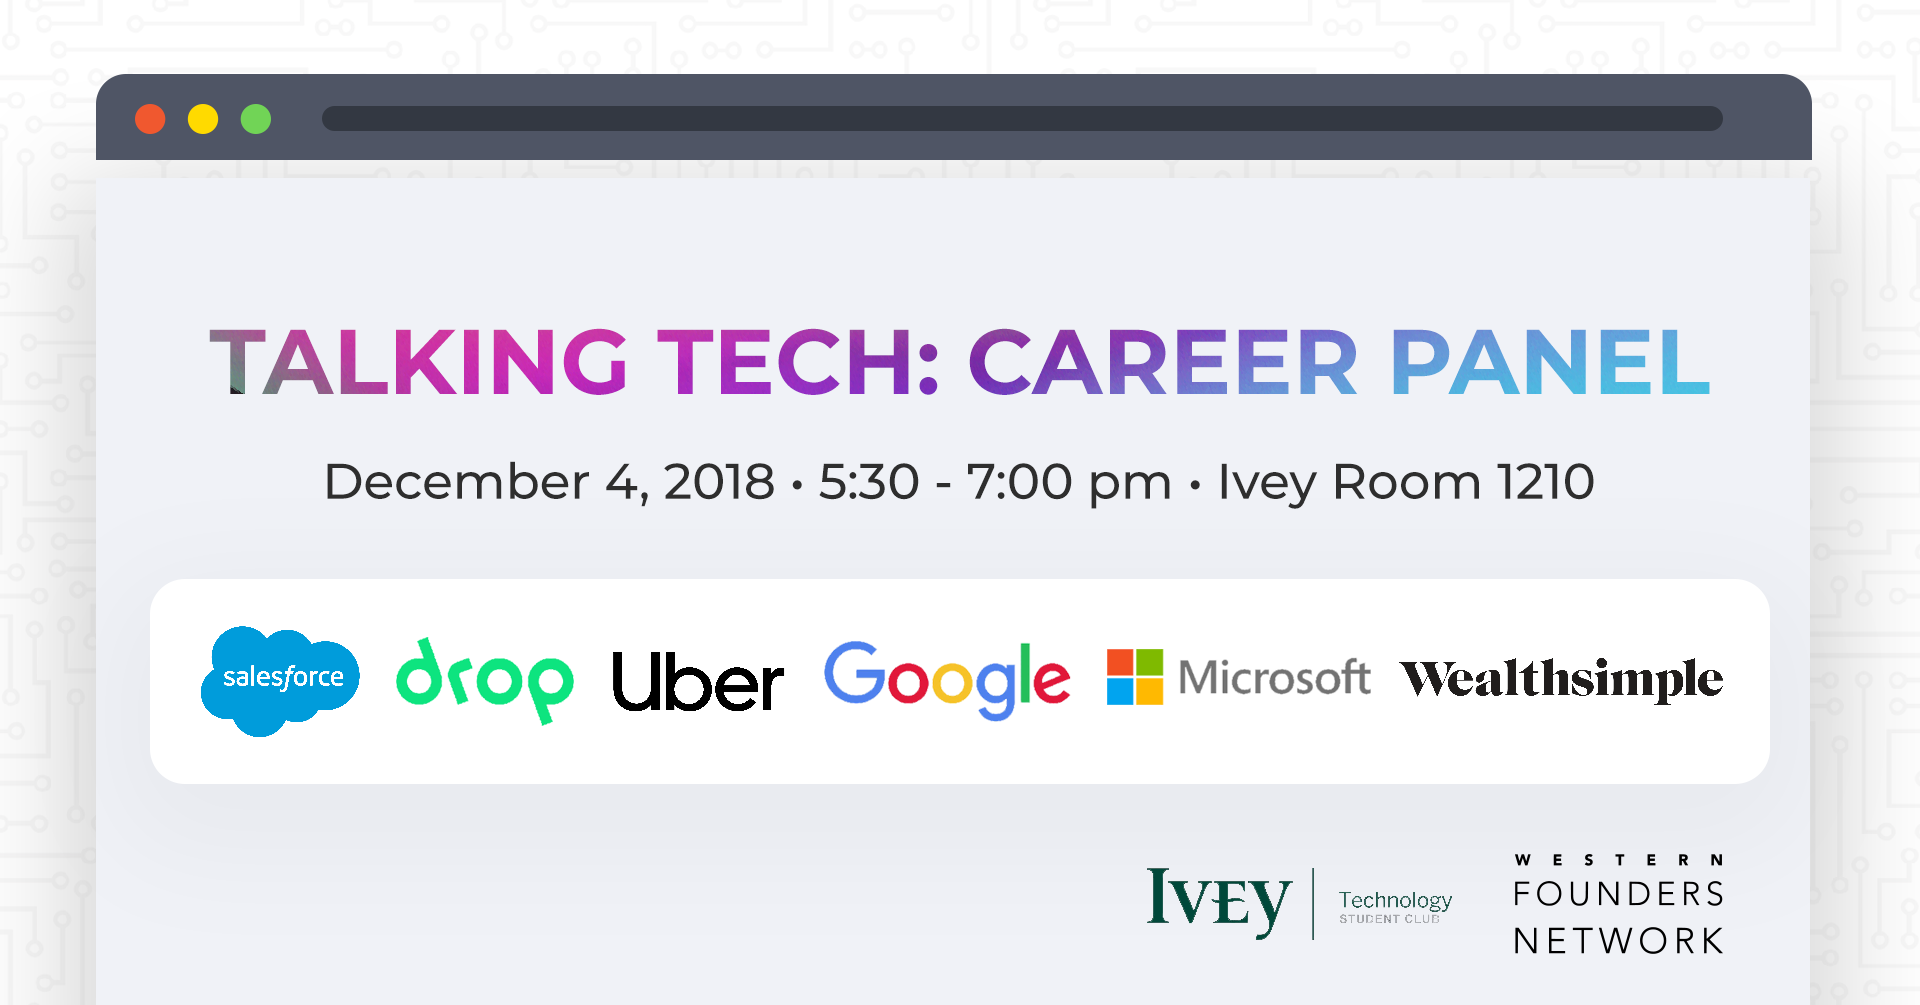 TALKING TECH: CAREER PANEL
December 4, 2018 • 5:30 - 7:00 pm • Ivey Room 1210
salesforce drop Uber Google Microsoft Wealthsimple
IVEY
Technology
STUDENT CLUB
WESTERN
FOUNDERS
NETWORK